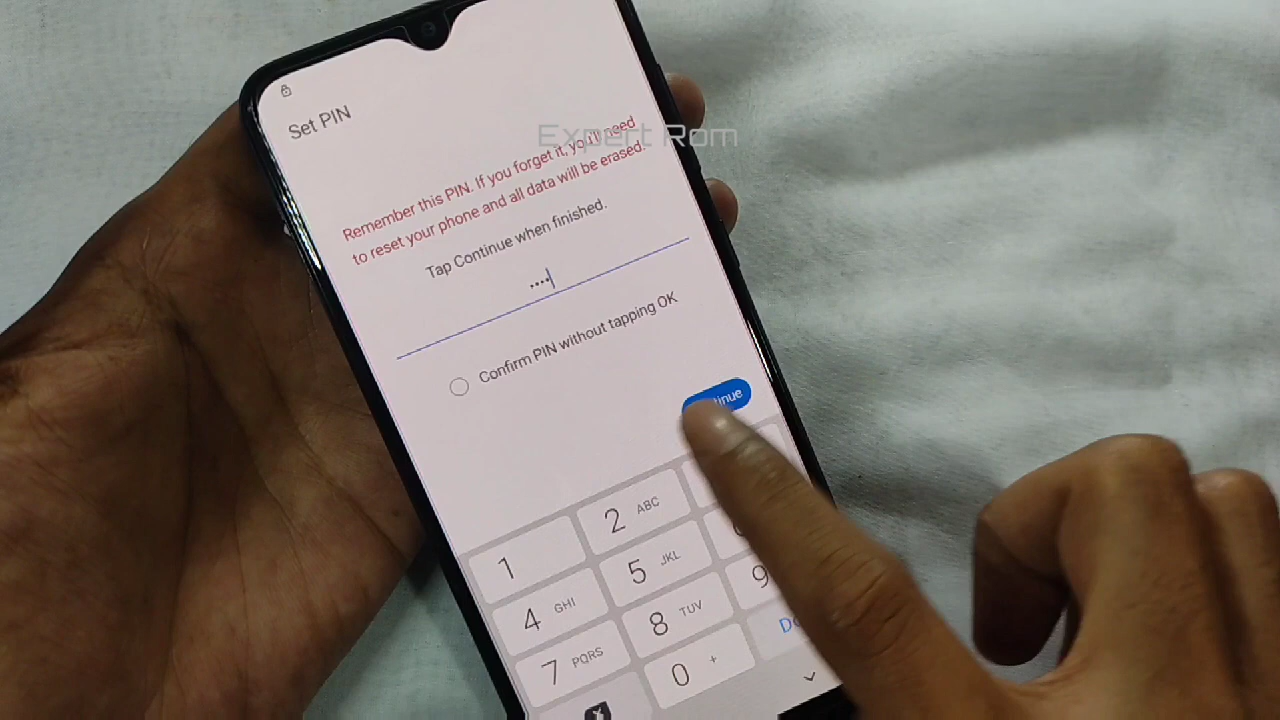 Set PIN
Expert Rom
Remember this PIN. If you forget it, you'll need
to reset your phone and all data will be erased.
Tap Continue when finished.
Confirm PIN without tapping OK
1
2 ABC
4 GHI
5 JKL
7 PQRS
8 TUV
9
0 +